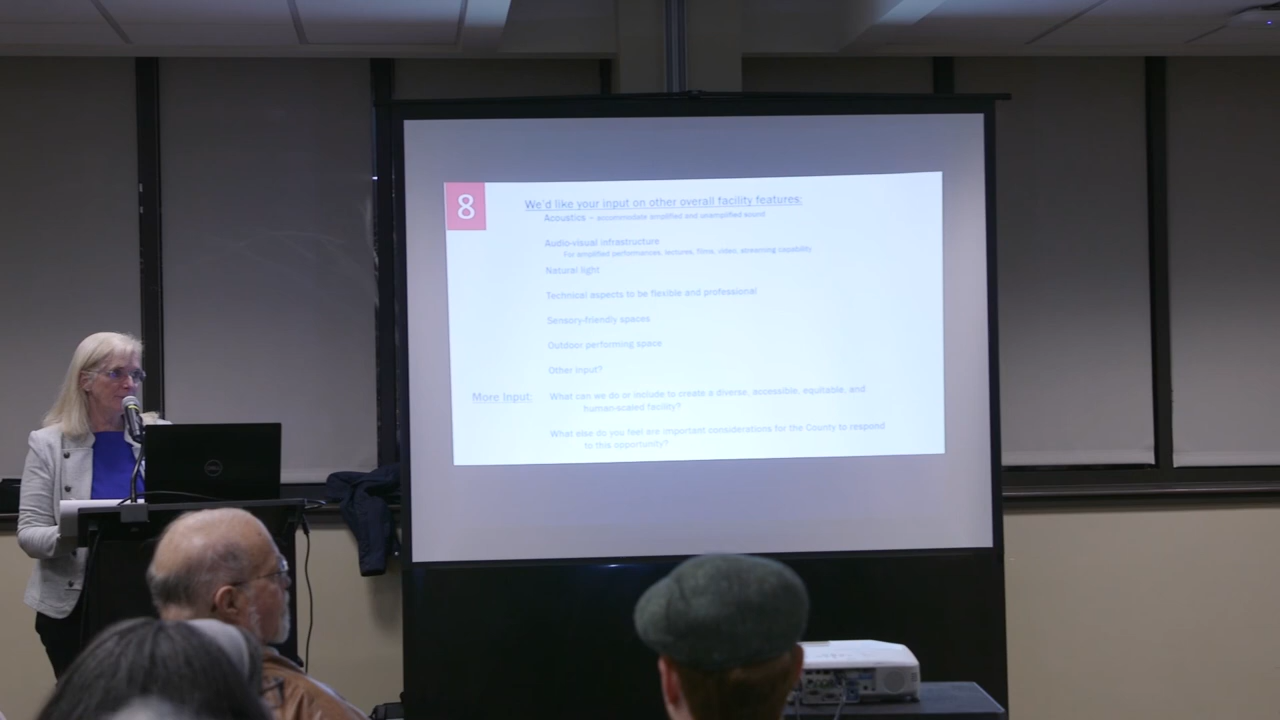 8
We'd like your input on other overall facility features:
Acoustics – accommodate amplified and unamplified sound
Audio-visual infrastructure
For amplified performances, lectures, films, video, streaming capability
Natural light
Technical aspects to be flexible and professional
Sensory-friendly spaces
Outdoor performing space
Other input?
More Input:
What can we do or include to create a diverse, accessible, equitable, and
human-scaled facility?
What else do you feel are important considerations for the County to respond
to this opportunity?
DELL